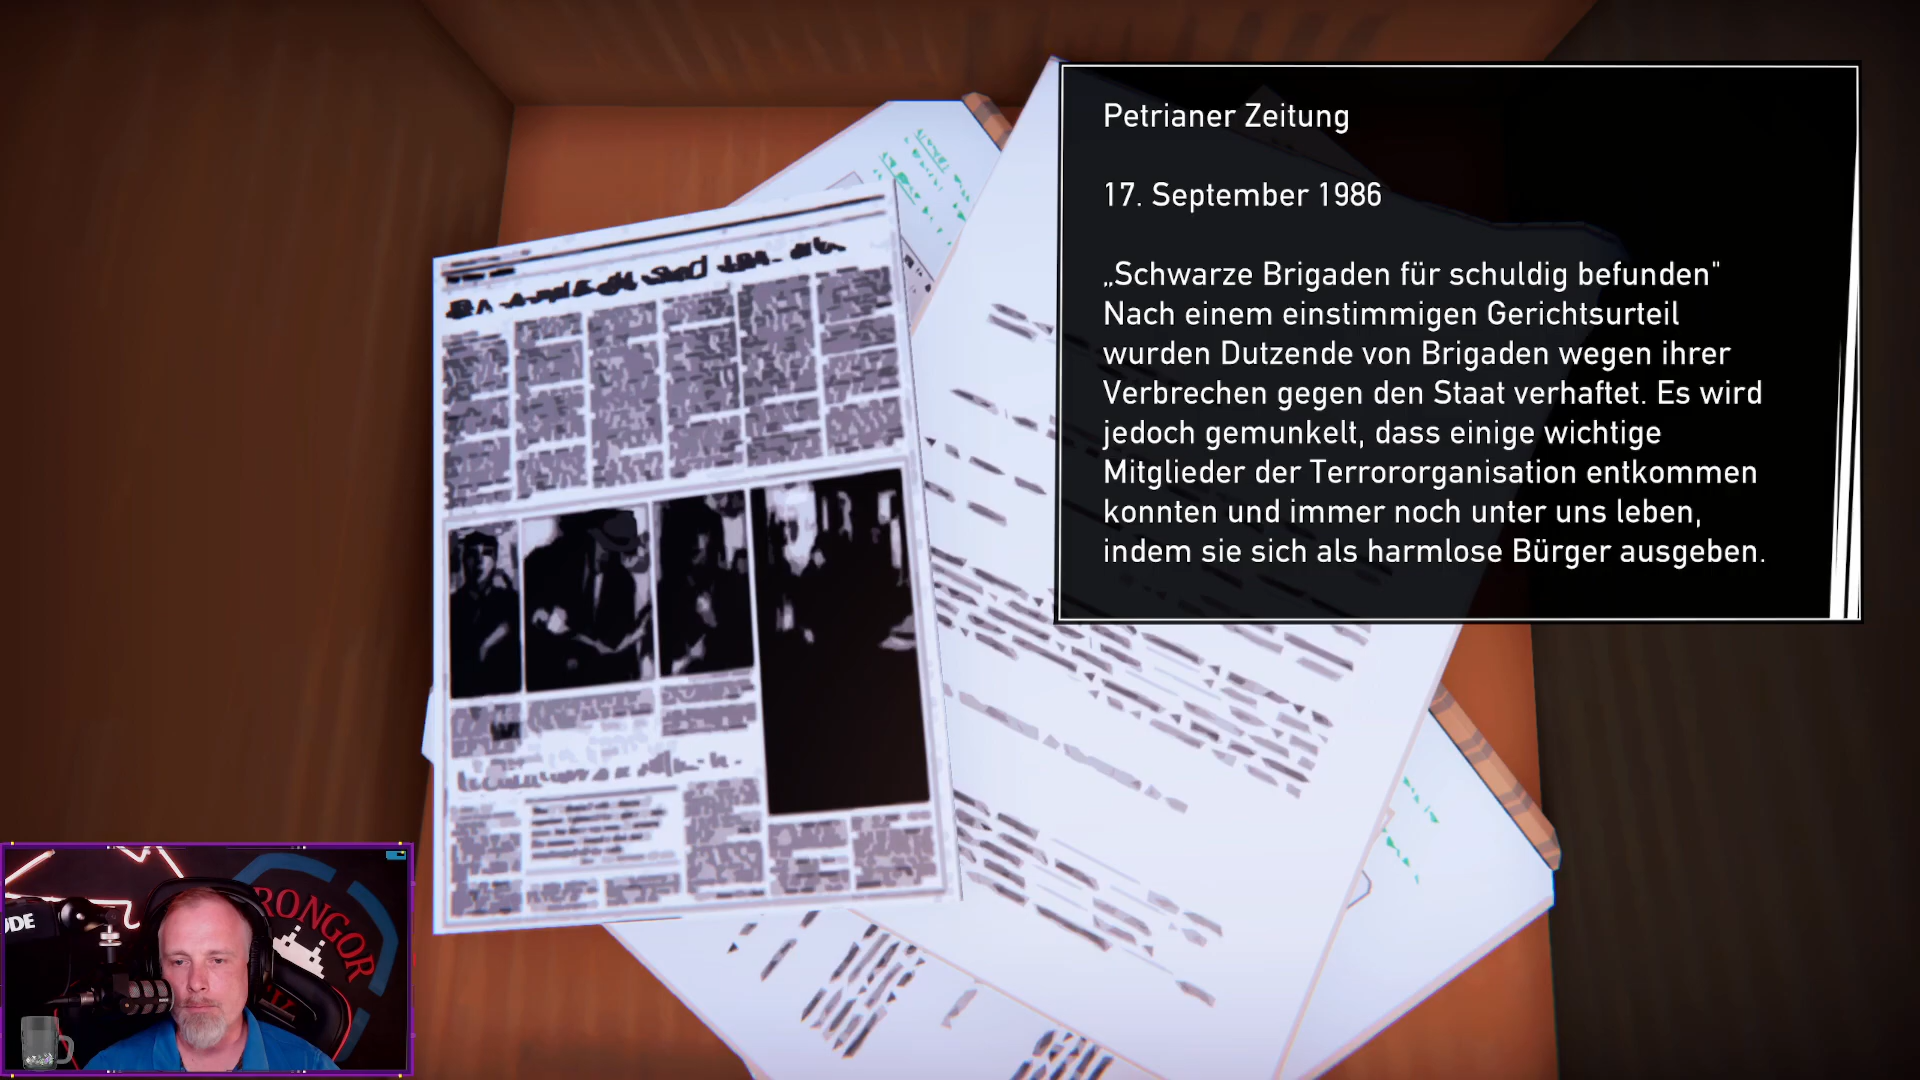 Petrianer Zeitung
17. September 1986
„Schwarze Brigaden für schuldig befunden"
Nach einem einstimmigen Gerichtsurteil
wurden Dutzende von Brigaden wegen ihrer
Verbrechen gegen den Staat verhaftet. Es wird
jedoch gemunkelt, dass einige wichtige
Mitglieder der Terrororganisation entkommen
konnten und immer noch unter uns leben,
indem sie sich als harmlose Bürger ausgeben.
RONGOR